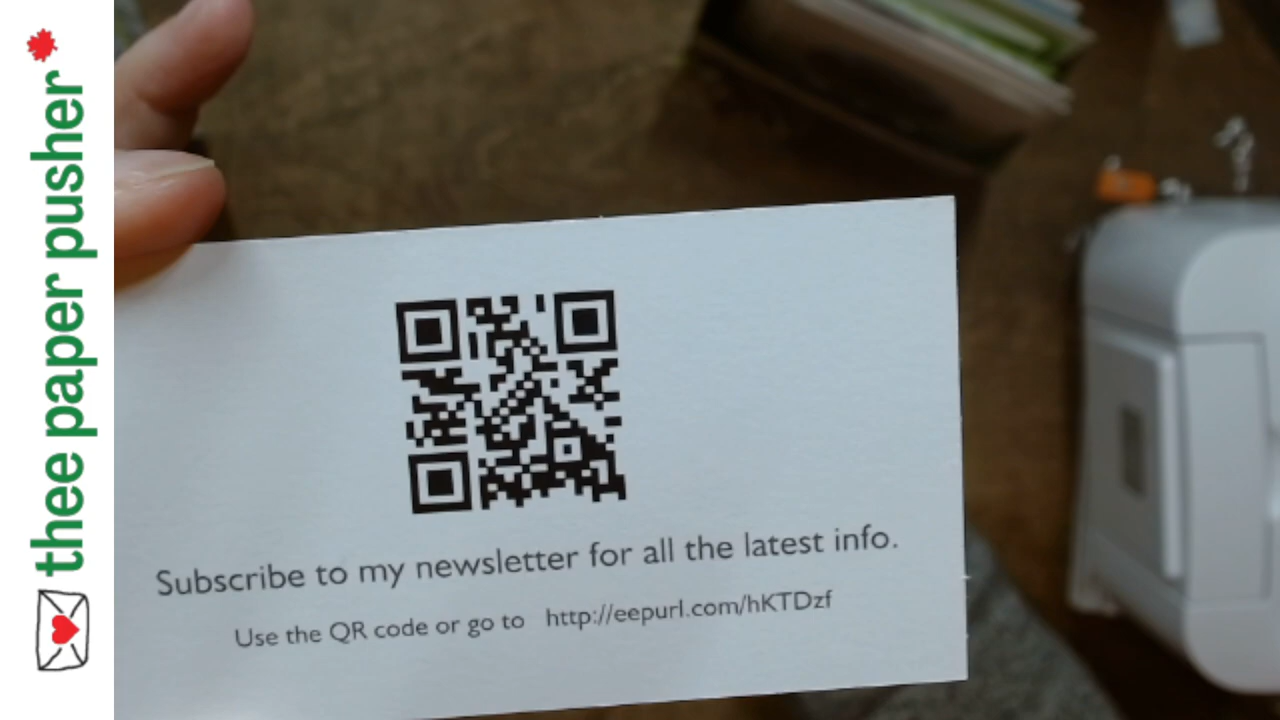 thee paper pusher
Subscribe to my newsletter for all the latest info.
Use the QR code or go to http://eepurl.com/hKTDzf